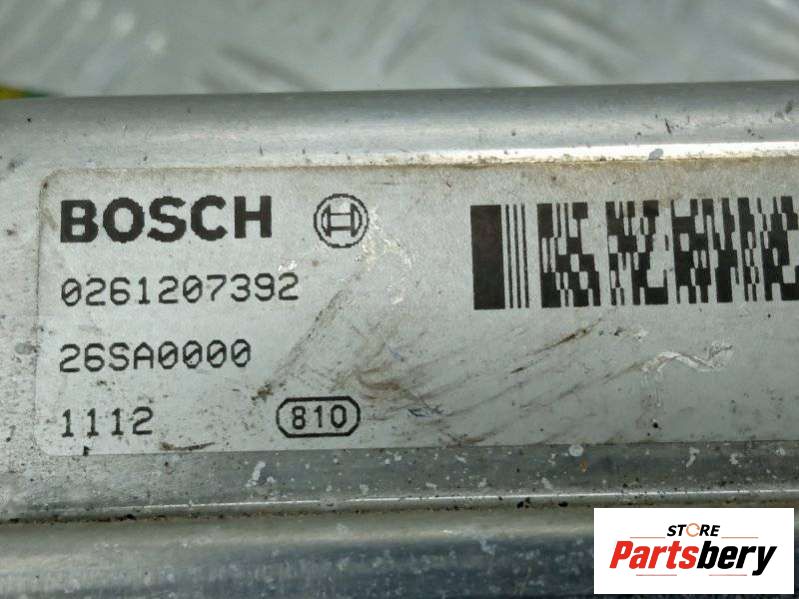 BOSCH
0261207392
26SA0000
1112
810
STORE
Partsbery